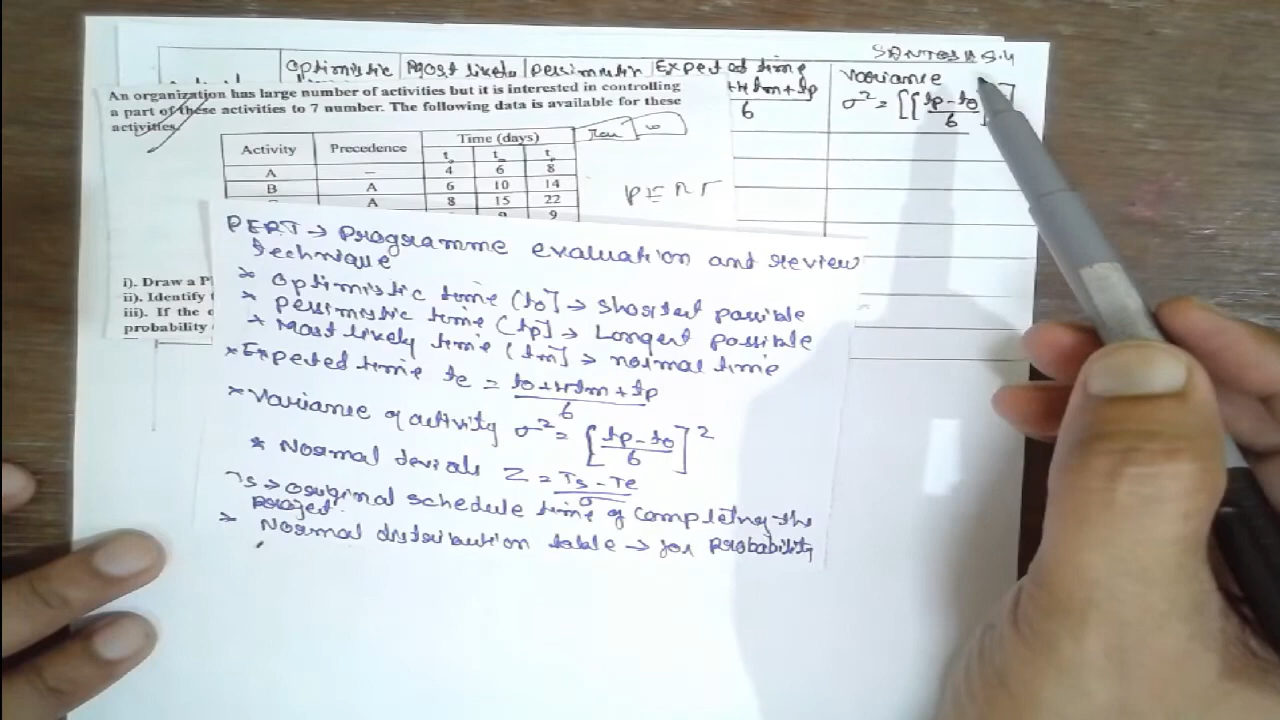 SANTOSH S.Y
Optimistic Most likely pessimistic Expected time
Variance
+4tm+tp
6
σ² = [[tp-to
6
An organization has large number of activities but it is interested in controlling
a part of these activities to 7 number. The following data is available for these
activities.
Activity Precedence Time (days)
t t t
A – 4 6 8
B A 6 10 14
A 8 15 22
9 9
PERT
i). Draw a P
ii). Identify
iii). If the
probability
PERT → Programme evaluation and review
technique
* Optimistic time (to] → shortest possible
* Pessimistic time (tp] → Longest possible
* Most likely time (tm] → normal time
* Expected time te = to+4tm+tp
6
* Variance of activity σ² = [tp-to]²
6
* Normal deviate Z = Ts - Te
σ
Ts → original schedule time of completing the
project.
* Normal distribution table → for probability